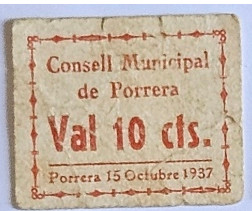 Consell Municipal
de Porrera
Val 10 cts.
Porrera 15 Octubre 1937